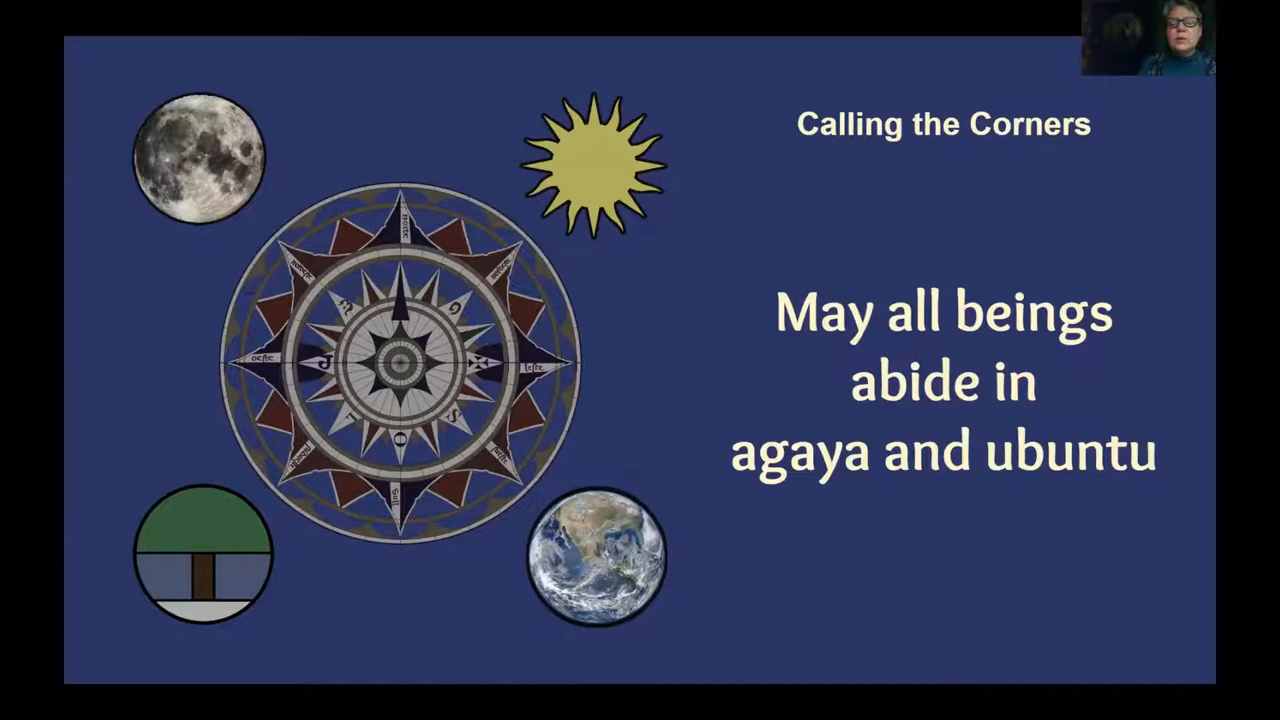 Calling the Corners
May all beings
abide in
agaya and ubuntu